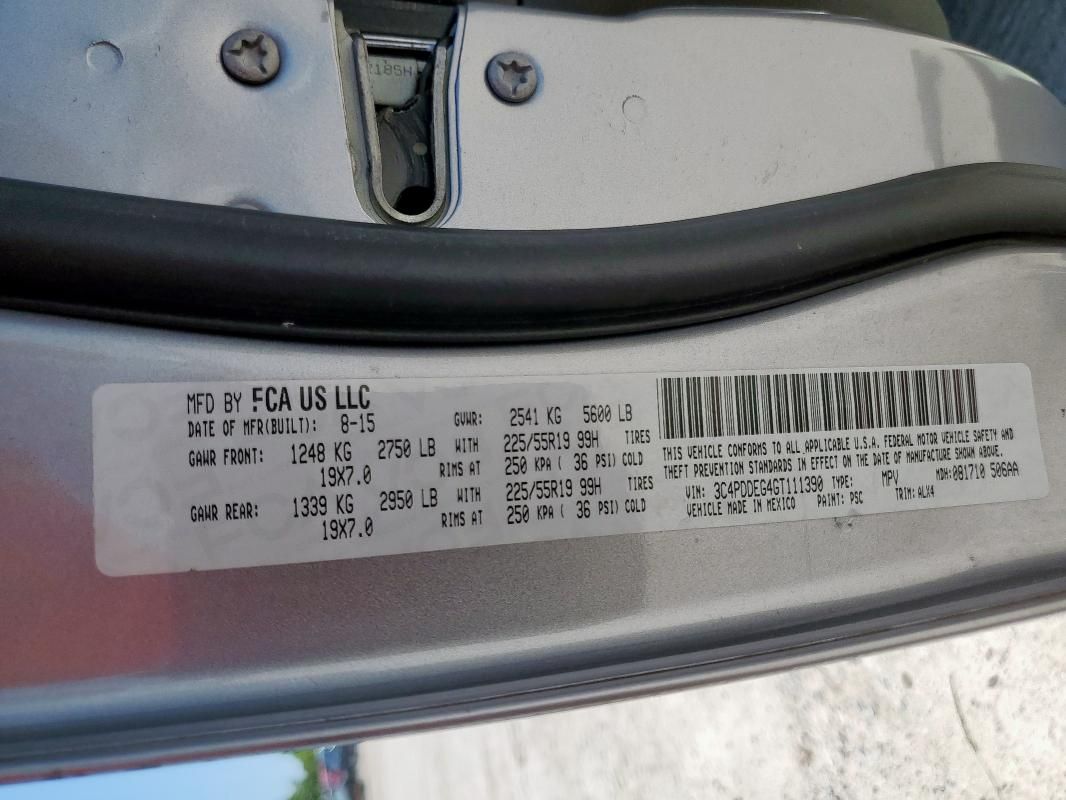 2185H
MFD BY FCA US LLC
DATE OF MFR(BUILT): 8-15 GVWR: 2541 KG 5600 LB
GAWR FRONT: 1248 KG 2750 LB WITH 225/55R19 99H TIRES
19X7.0 RIMS AT 250 KPA ( 36 PSI) COLD
GAWR REAR: 1339 KG 2950 LB WITH 225/55R19 99H TIRES
19X7.0 RIMS AT 250 KPA ( 36 PSI) COLD
THIS VEHICLE CONFORMS TO ALL APPLICABLE U.S.A. FEDERAL MOTOR VEHICLE SAFETY AND
THEFT PREVENTION STANDARDS IN EFFECT ON THE DATE OF MANUFACTURE SHOWN ABOVE.
VIN: 3C4PDDEG4GT111390 TYPE: MPV MDH: 081710 506AA
VEHICLE MADE IN MEXICO PAINT: PSC TRIM: ALX4